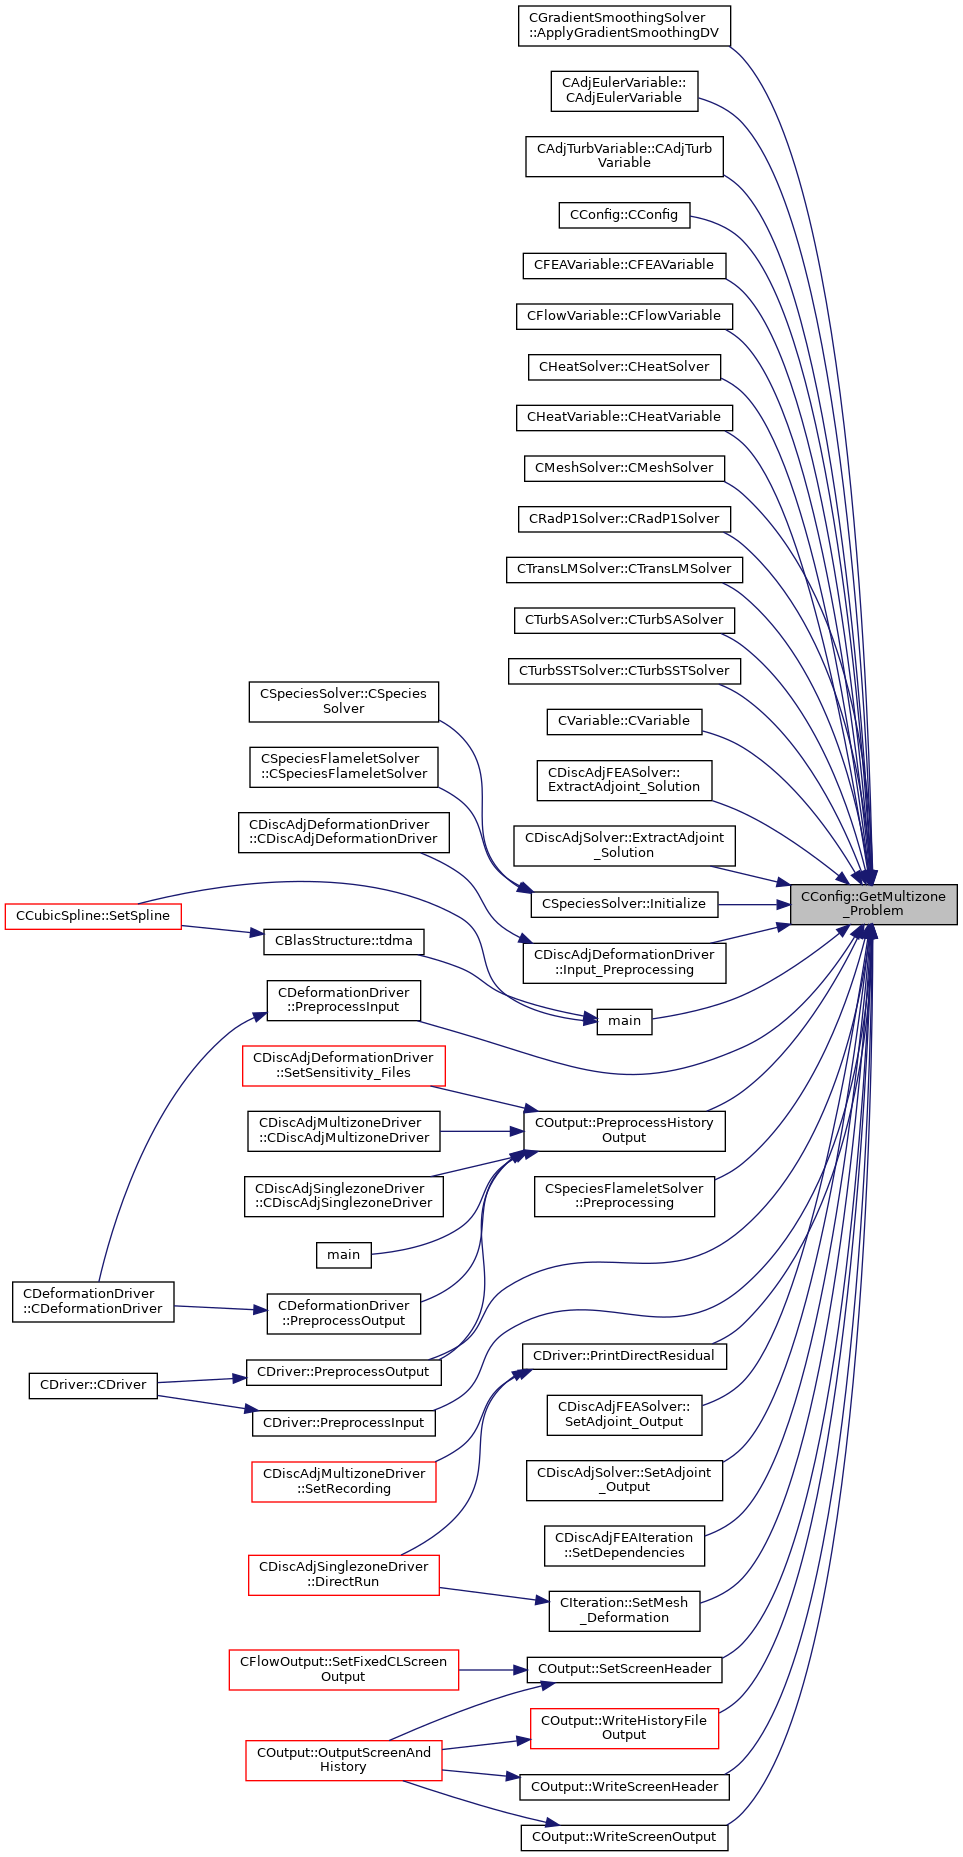 CGradientSmoothingSolver
::ApplyGradientSmoothingDV
CAdjEulerVariable::
CAdjEulerVariable
CAdjTurbVariable::CAdjTurb
Variable
CConfig::CConfig
CFEAVariable::CFEAVariable
CFlowVariable::CFlowVariable
CHeatSolver::CHeatSolver
CHeatVariable::CHeatVariable
CMeshSolver::CMeshSolver
CRadP1Solver::CRadP1Solver
CTransLMSolver::CTransLMSolver
CTurbSASolver::CTurbSASolver
CTurbSSTSolver::CTurbSSTSolver
CSpeciesSolver::CSpecies
Solver
CVariable::CVariable
CSpeciesFlameletSolver
::CSpeciesFlameletSolver
CDiscAdjFEASolver::
ExtractAdjoint_Solution
CDiscAdjDeformationDriver
::CDiscAdjDeformationDriver
CDiscAdjSolver::ExtractAdjoint
_Solution
CConfig::GetMultizone
_Problem
CSpeciesSolver::Initialize
CCubicSpline::SetSpline
CBlasStructure::tdma
CDiscAdjDeformationDriver
::Input_Preprocessing
CDeformationDriver
::PreprocessInput
main
CDiscAdjDeformationDriver
::SetSensitivity_Files
CDiscAdjMultizoneDriver
::CDiscAdjMultizoneDriver
COutput::PreprocessHistory
Output
CDiscAdjSinglezoneDriver
::CDiscAdjSinglezoneDriver
CSpeciesFlameletSolver
::Preprocessing
main
CDeformationDriver
::CDeformationDriver
CDeformationDriver
::PreprocessOutput
CDriver::PrintDirectResidual
CDriver::PreprocessOutput
CDriver::CDriver
CDriver::PreprocessInput
CDiscAdjFEASolver::
SetAdjoint_Output
CDiscAdjMultizoneDriver
::SetRecording
CDiscAdjSolver::SetAdjoint
_Output
CDiscAdjFEAIteration
::SetDependencies
CDiscAdjSinglezoneDriver
::DirectRun
CIteration::SetMesh
_Deformation
CFlowOutput::SetFixedCLScreen
Output
COutput::SetScreenHeader
COutput::WriteHistoryFile
Output
COutput::OutputScreenAnd
History
COutput::WriteScreenHeader
COutput::WriteScreenOutput